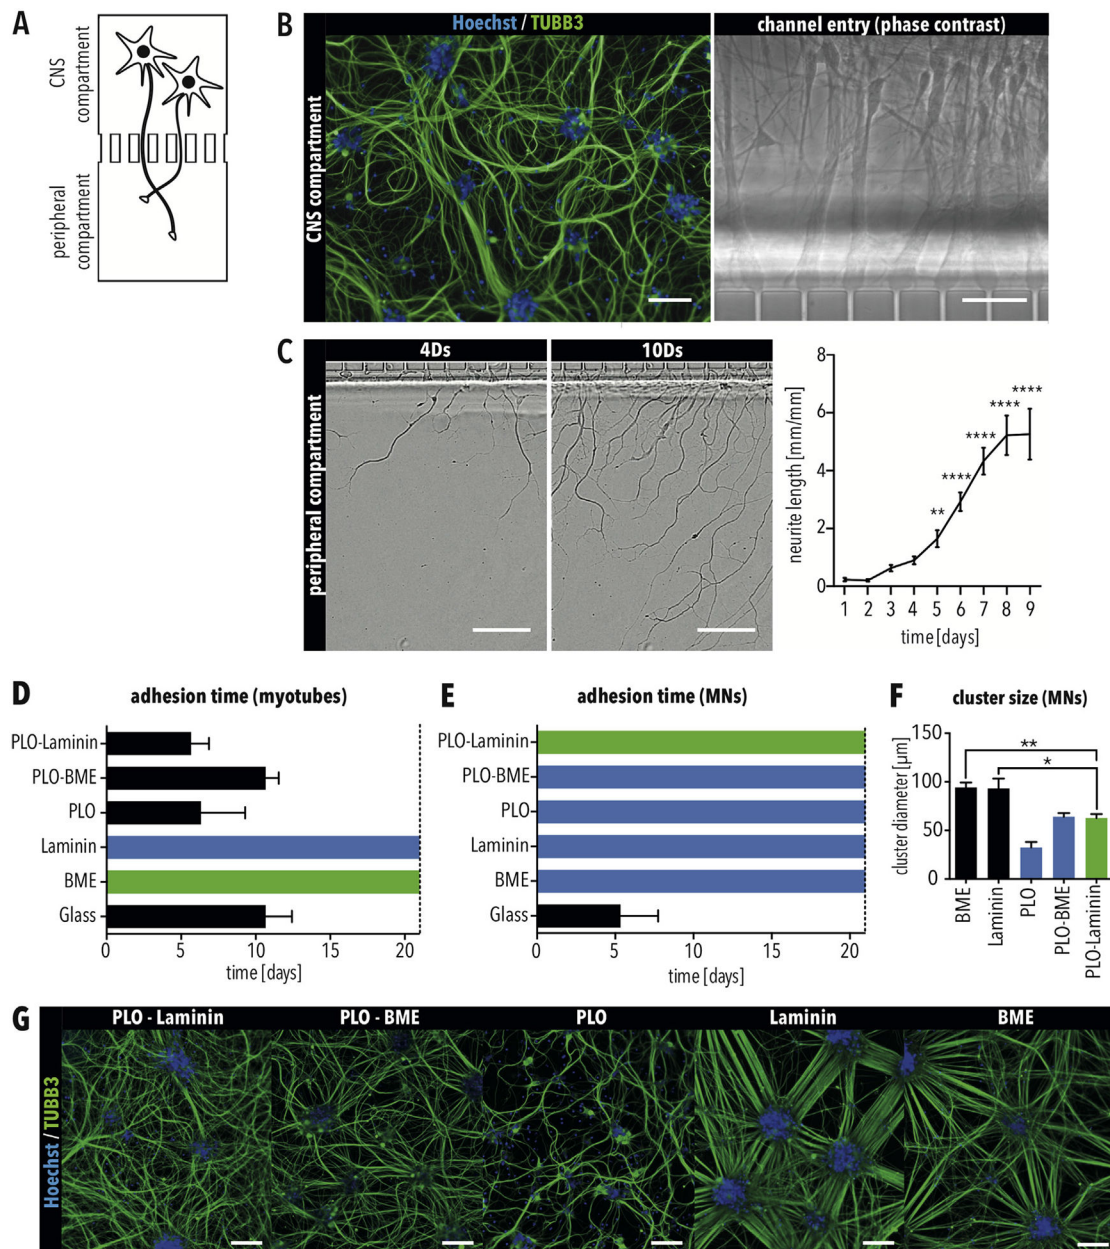 A
CNS
compartment
peripheral
compartment
B
Hoechst / TUBB3
CNS compartment
channel entry (phase contrast)
C
peripheral compartment
4Ds
10Ds
neurite length [mm/mm]
8
6
4
2
0
**
****
****
****
****
1 2 3 4 5 6 7 8 9
time [days]
D
adhesion time (myotubes)
PLO-Laminin
PLO-BME
PLO
Laminin
BME
Glass
0 5 10 15 20
time [days]
E
adhesion time (MNs)
PLO-Laminin
PLO-BME
PLO
Laminin
BME
Glass
0 5 10 15 20
time [days]
F
cluster size (MNs)
cluster diameter [µm]
150
100
50
0
**
*
BME
Laminin
PLO
PLO-BME
PLO-Laminin
G
Hoechst / TUBB3
PLO - Laminin
PLO - BME
PLO
Laminin
BME